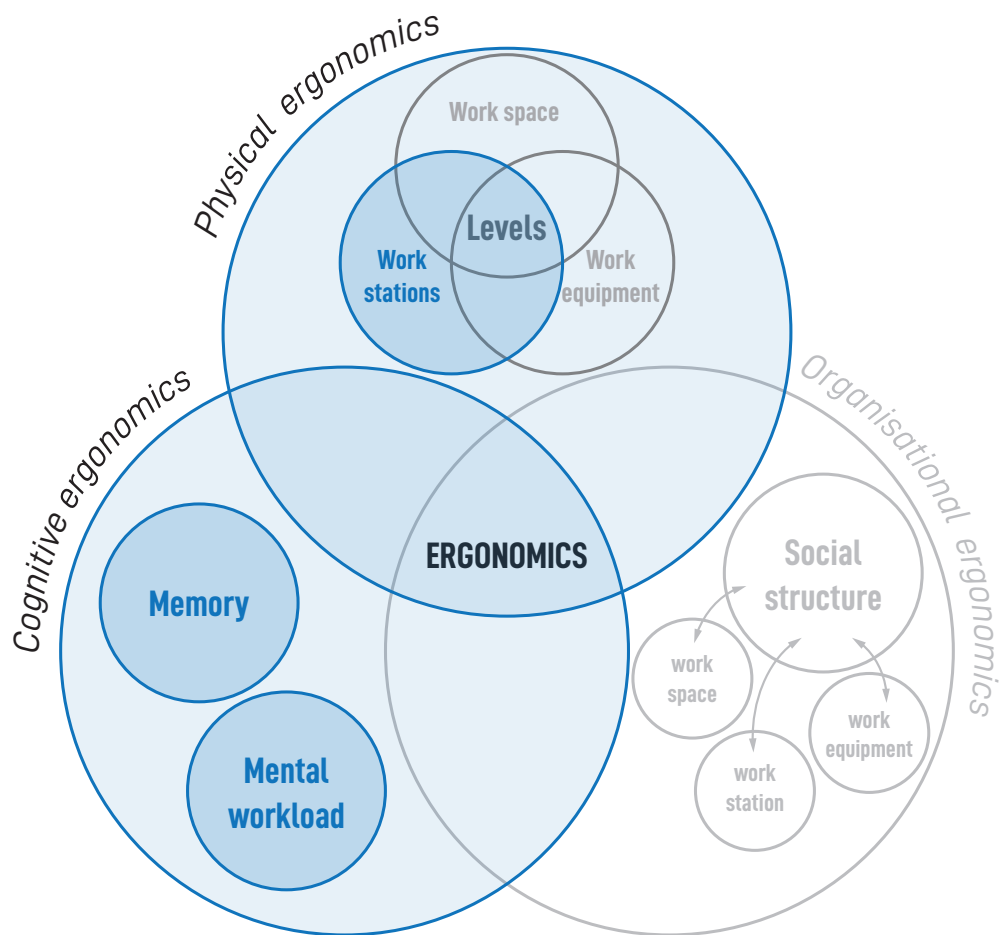 Physical ergonomics
Work space
Levels
Work
stations
Work
equipment
Cognitive ergonomics
Organisational ergonomics
ERGONOMICS
Memory
Mental
workload
Social
structure
work
space
work
equipment
work
station